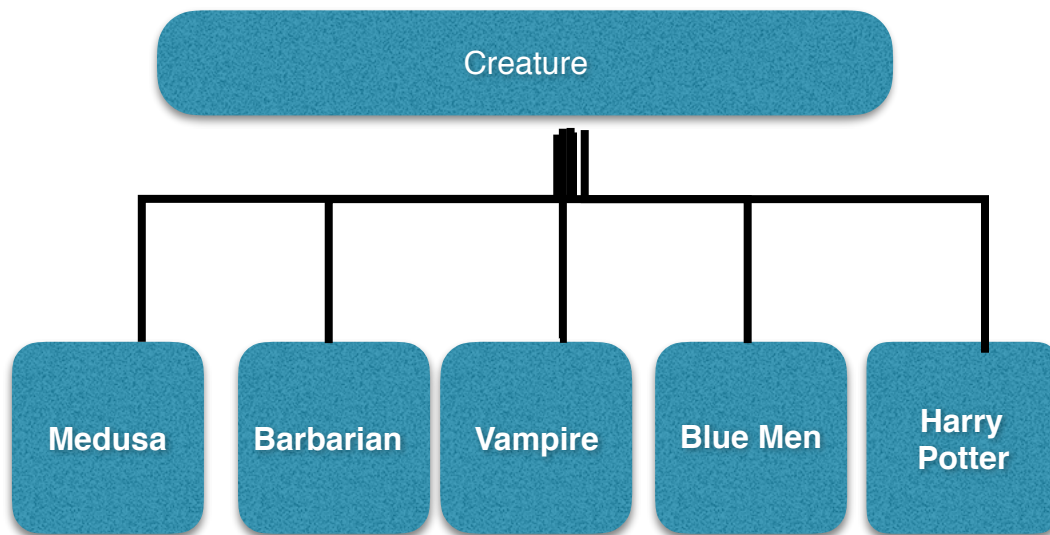 Creature
Medusa
Barbarian
Vampire
Blue Men
Harry
Potter